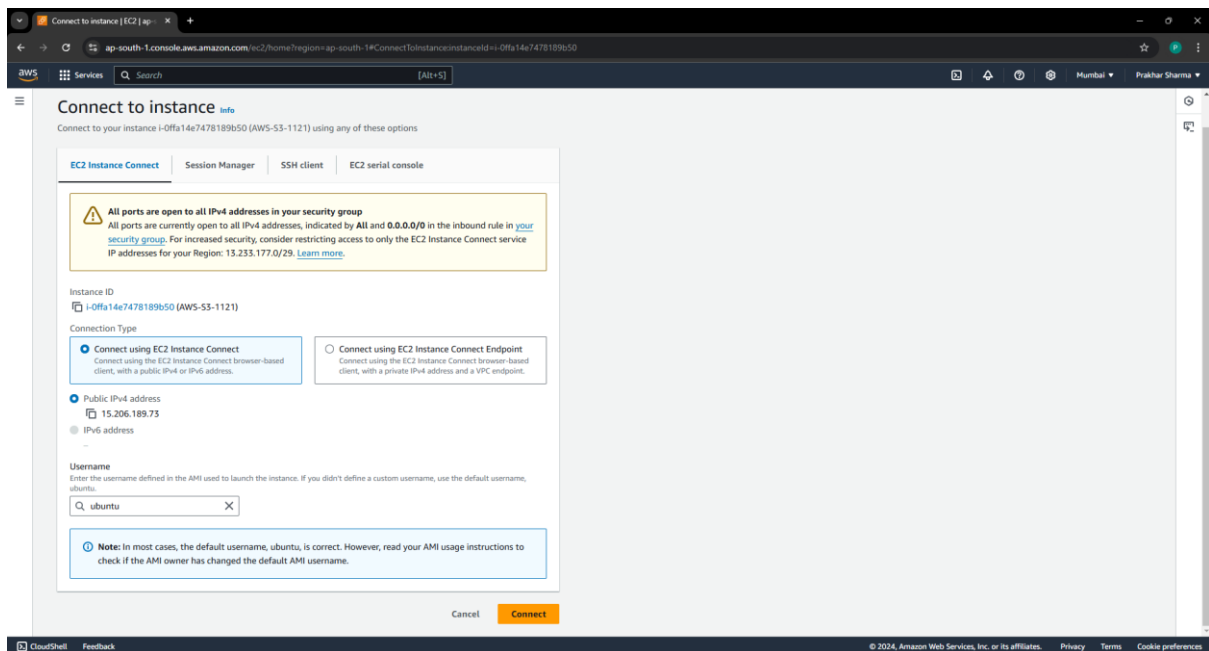 Connect to instance | EC2 | ap-
ap-south-1.console.aws.amazon.com/ec2/home?region=ap-south-1#ConnectToInstance:instanceId=i-0ffa14e7478189b50
P
aws Services Search [Alt+S] Mumbai Prakhar Sharma
Connect to instance Info
Connect to your instance i-0ffa14e7478189b50 (AWS-S3-1121) using any of these options
EC2 Instance Connect Session Manager SSH client EC2 serial console
All ports are open to all IPv4 addresses in your security group
All ports are currently open to all IPv4 addresses, indicated by All and 0.0.0.0/0 in the inbound rule in your
security group. For increased security, consider restricting access to only the EC2 Instance Connect service
IP addresses for your Region: 13.233.177.0/29. Learn more.
Instance ID
i-0ffa14e7478189b50 (AWS-S3-1121)
Connection Type
Connect using EC2 Instance Connect
Connect using the EC2 Instance Connect browser-based
client, with a public IPv4 or IPv6 address.
Connect using EC2 Instance Connect Endpoint
Connect using the EC2 Instance Connect browser-based
client, with a private IPv4 address and a VPC endpoint.
Public IPv4 address
15.206.189.73
IPv6 address
–
Username
Enter the username defined in the AMI used to launch the instance. If you didn't define a custom username, use the default username,
ubuntu.
ubuntu
Note: In most cases, the default username, ubuntu, is correct. However, read your AMI usage instructions to
check if the AMI owner has changed the default AMI username.
Cancel Connect
CloudShell Feedback © 2024, Amazon Web Services, Inc. or its affiliates. Privacy Terms Cookie preferences